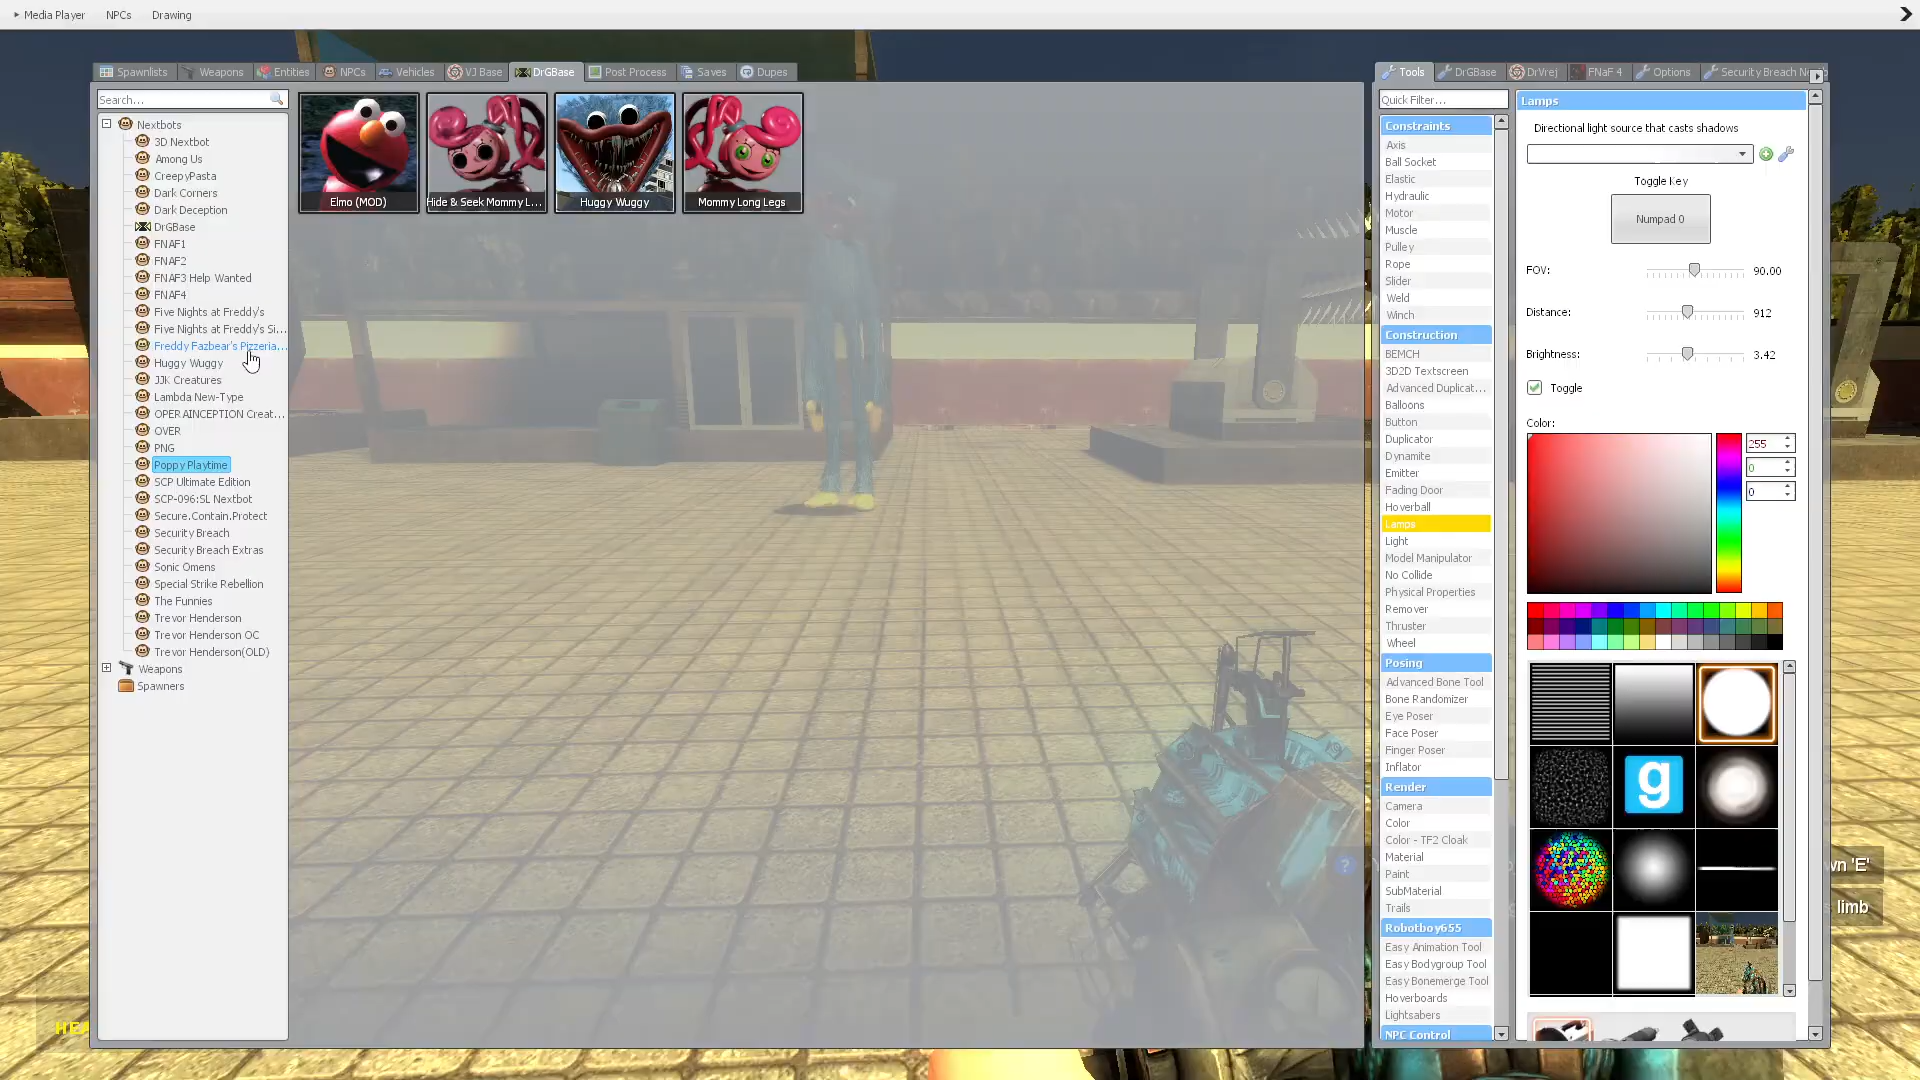 Media Player NPCs Drawing
Spawnlists Weapons Entities NPCs Vehicles VJ Base DrGBase Post Process Saves Dupes
Search...
Nextbots
3D Nextbot
Among Us
CreepyPasta
Dark Corners
Dark Deception
DrGBase
FNAF1
FNAF2
FNAF3 Help Wanted
FNAF4
Five Nights at Freddy's
Five Nights at Freddy's Si...
Freddy Fazbear's Pizzeria...
Huggy Wuggy
JJK Creatures
Lambda New-Type
OPERAINCEPTION Creat...
OVER
PNG
Poppy Playtime
SCP Ultimate Edition
SCP-096:SL Nextbot
Secure.Contain.Protect
Security Breach
Security Breach Extras
Sonic Omens
Special Strike Rebellion
The Funnies
Trevor Henderson
Trevor Henderson OC
Trevor Henderson(OLD)
Weapons
Spawners
Elmo (MOD)
Hide & Seek Mommy L...
Huggy Wuggy
Mommy Long Legs
Tools DrGBase DrVrej FNaF 4 Options Security Breach
Quick Filter...
Constraints
Axis
Ball Socket
Elastic
Hydraulic
Motor
Muscle
Pulley
Rope
Slider
Weld
Winch
Construction
BEMCH
3D2D Textscreen
Advanced Duplicat...
Balloons
Button
Duplicator
Dynamite
Emitter
Fading Door
Hoverball
Lamps
Light
Model Manipulator
No Collide
Physical Properties
Remover
Thruster
Wheel
Posing
Advanced Bone Tool
Bone Randomizer
Eye Poser
Face Poser
Finger Poser
Inflator
Render
Camera
Color
Color - TF2 Cloak
Material
Paint
SubMaterial
Trails
Robotboy655
Easy Animation Tool
Easy Bodygroup Tool
Easy Bonemerge Tool
Hoverboards
Lightsabers
NPC Control
Lamps
Directional light source that casts shadows
Toggle Key
Numpad 0
FOV: 90.00
Distance: 912
Brightness: 3.42
Toggle
Color:
255
0
0
g
wn 'E'
limb